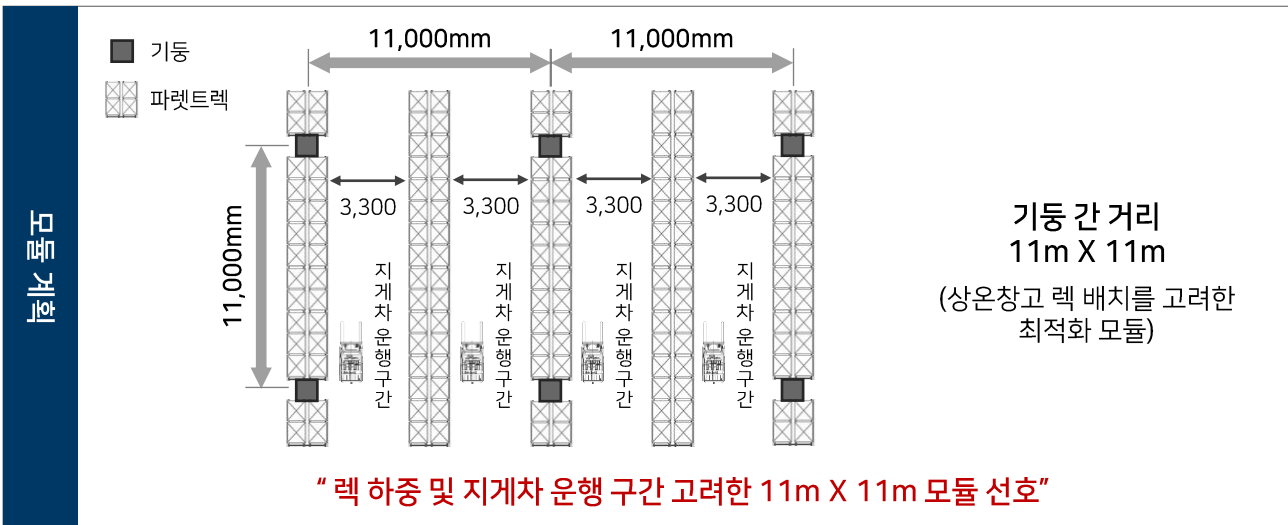 모듈 계획
기둥
파렛트렉
11,000mm
11,000mm
11,000mm
3,300
3,300
3,300
3,300
지게차 운행구간
지게차 운행구간
지게차 운행구간
지게차 운행구간
기둥 간 거리
11m X 11m
(상온창고 렉 배치를 고려한
최적화 모듈)
“ 렉 하중 및 지게차 운행 구간 고려한 11m X 11m 모듈 선호”